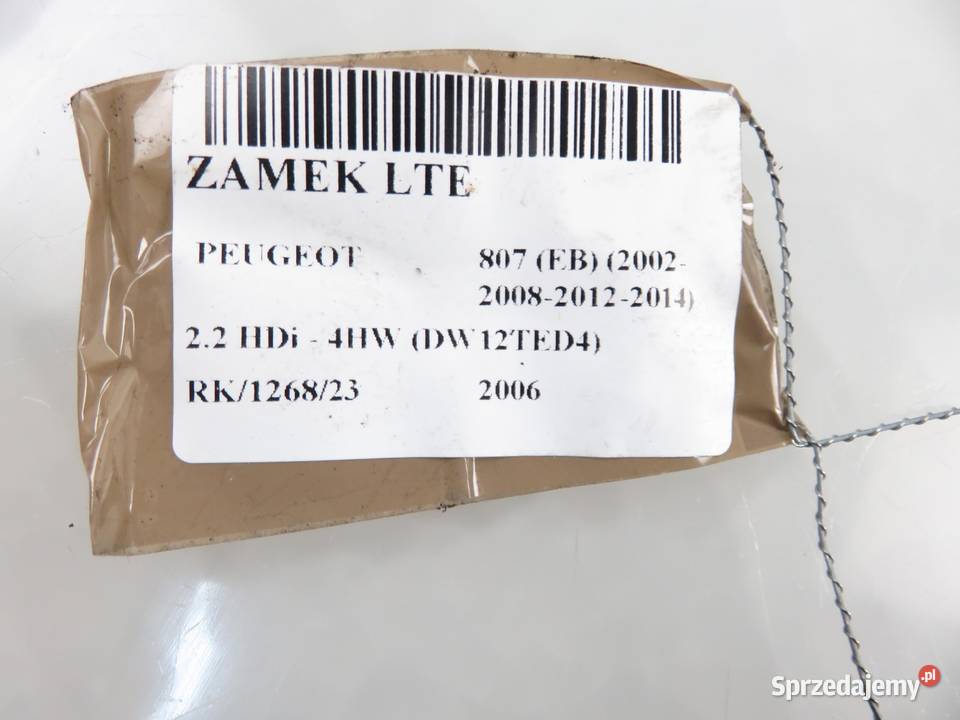 ZAMEK LTE
PEUGEOT 807 (EB) (2002-
2008-2012-2014)
2.2 HDi - 4HW (DW12TED4)
RK/1268/23 2006
Sprzedajemy.pl